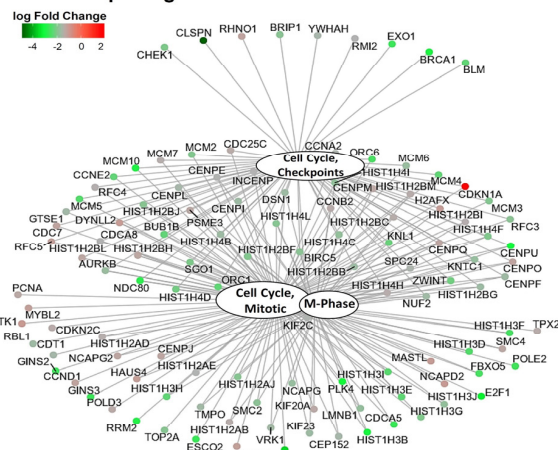 log Fold Change
-4 -2 0 2
CLSPN RHNO1 BRIP1 YWHAH EXO1
CHEK1 RMI2 BRCA1
BLM
CDC25C CCNA2
MCM7 MCM2 ORC6 MCM6
MCM10 Cell Cycle,
Checkpoints
CCNE2 CENPE HIST1H4I MCM4
RFC4 INCENP CENPM HIST1H2BM CDKN1A
MCM5 CENPL DSN1 CCNB2 H2AFX MCM3
GTSE1 DYNLL2 HIST1H2BJ CENPI HIST1H4L HIST1H2BC HIST1H2BI RFC3
CDC7 CDCA8 BUB1B PSME3 HIST1H4F
RFC5 HIST1H2BL HIST1H2BH HIST1H4B HIST1H4C KNL1 CENPQ CENPU
AURKB SGO1 HIST1H2BF BIRC5 SPC24 KNTC1 CENPO
HIST1H2BB
NDC80 ORC1 HIST1H4H ZWINT CENPF
PCNA HIST1H4D Cell Cycle,
Mitotic M-Phase NUF2 HIST1H2BG
MYBL2
TK1 CDKN2C KIF2C HIST1H3F TPX2
RBL1 CDT1 HIST1H2AD CENPJ HIST1H3D SMC4
GINS2 NCAPG2 HIST1H2AE MASTL FBXO5 POLE2
CCND1 HAUS4 HIST1H3I NCAPD2
GINS3 HIST1H3H HIST1H2AJ NCAPG PLK4 HIST1H3E HIST1H3J E2F1
POLD3 TMPO SMC2 KIF20A LMNB1 CDCA5 HIST1H3G
RRM2 TOP2A HIST1H2AB KIF23 HIST1H3B
ESCO2 VRK1 CEP152